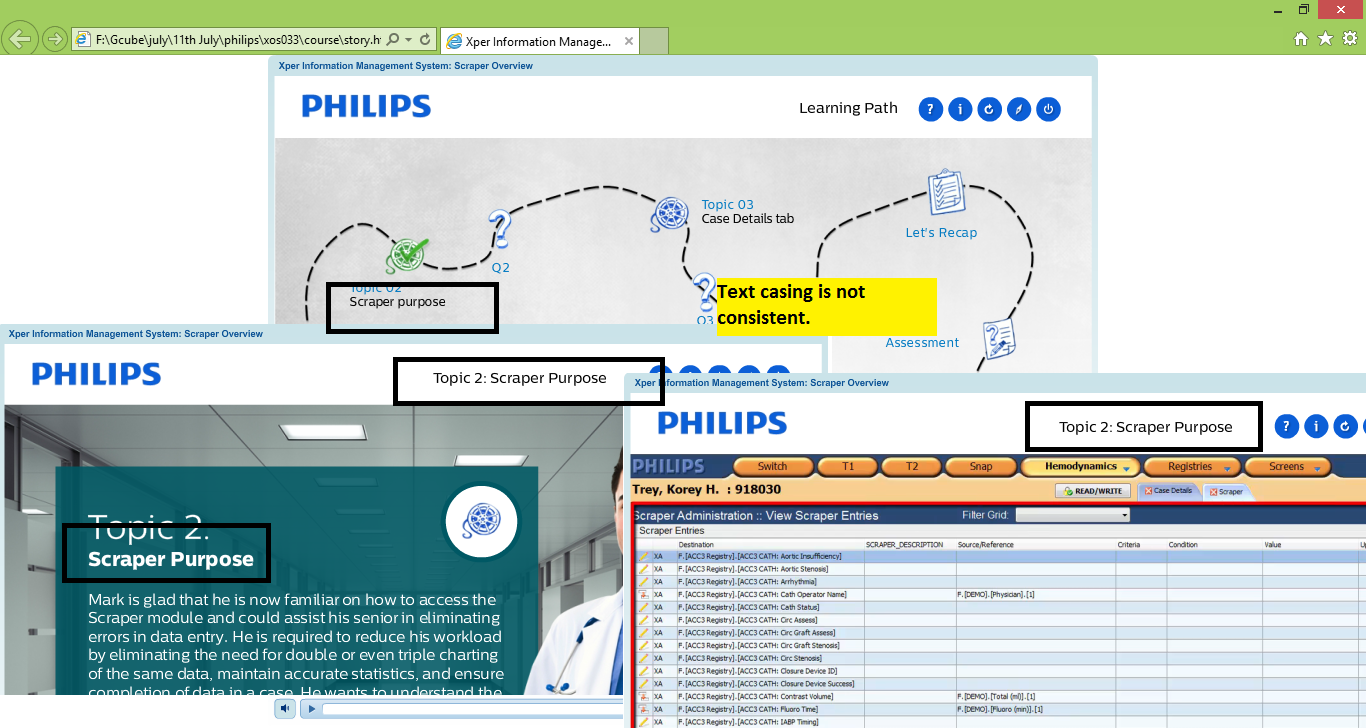 F:\Gcube\july\11th July\philips\xos033\course\story.h
Xper Information Manage...
Xper Information Management System: Scraper Overview
PHILIPS
Learning Path
Topic 03
Case Details tab
Let's Recap
Q2
Topic 02
Scraper purpose
Text casing is not
consistent.
Q3
Assessment
Xper Information Management System: Scraper Overview
PHILIPS
Topic 2: Scraper Purpose
Topic 2.
Scraper Purpose
Mark is glad that he is now familiar on how to access the
Scraper module and could assist his senior in eliminating
errors in data entry. He is required to reduce his workload
by eliminating the need for double or even triple charting
of the same data, maintain accurate statistics, and ensure
completion of data in a case. He wants to understand the
Xper Information Management System: Scraper Overview
PHILIPS
Topic 2: Scraper Purpose
PHILIPS Switch T1 T2 Snap Hemodynamics Registries Screens
Trey, Korey H. : 918030 READ/WRITE Case Details Scraper
Scraper Administration :: View Scraper Entries Filter Grid:
Scraper Entries
Destination SCRAPER_DESCRIPTION Source/Reference Criteria Condition Value
XA F.[ACC3 Registry].[ACC3 CATH: Aortic Insufficiency]
XA F.[ACC3 Registry].[ACC3 CATH: Aortic Stenosis]
XA F.[ACC3 Registry].[ACC3 CATH: Arrhythmia]
XA F.[ACC3 Registry].[ACC3 CATH: Cath Operator Name] F.[DEMO].[Physician].[1]
XA F.[ACC3 Registry].[ACC3 CATH: Cath Status]
XA F.[ACC3 Registry].[ACC3 CATH: Circ Assess]
XA F.[ACC3 Registry].[ACC3 CATH: Circ Graft Assess]
XA F.[ACC3 Registry].[ACC3 CATH: Circ Graft Stenosis]
XA F.[ACC3 Registry].[ACC3 CATH: Circ Stenosis]
XA F.[ACC3 Registry].[ACC3 CATH: Closure Device ID]
XA F.[ACC3 Registry].[ACC3 CATH: Closure Device Success]
XA F.[ACC3 Registry].[ACC3 CATH: Contrast Volume] F.[DEMO].[Total (ml)].[1]
XA F.[ACC3 Registry].[ACC3 CATH: Fluoro Time] F.[DEMO].[Fluoro (min)].[1]
XA F.[ACC3 Registry].[ACC3 CATH: IABP Timing]